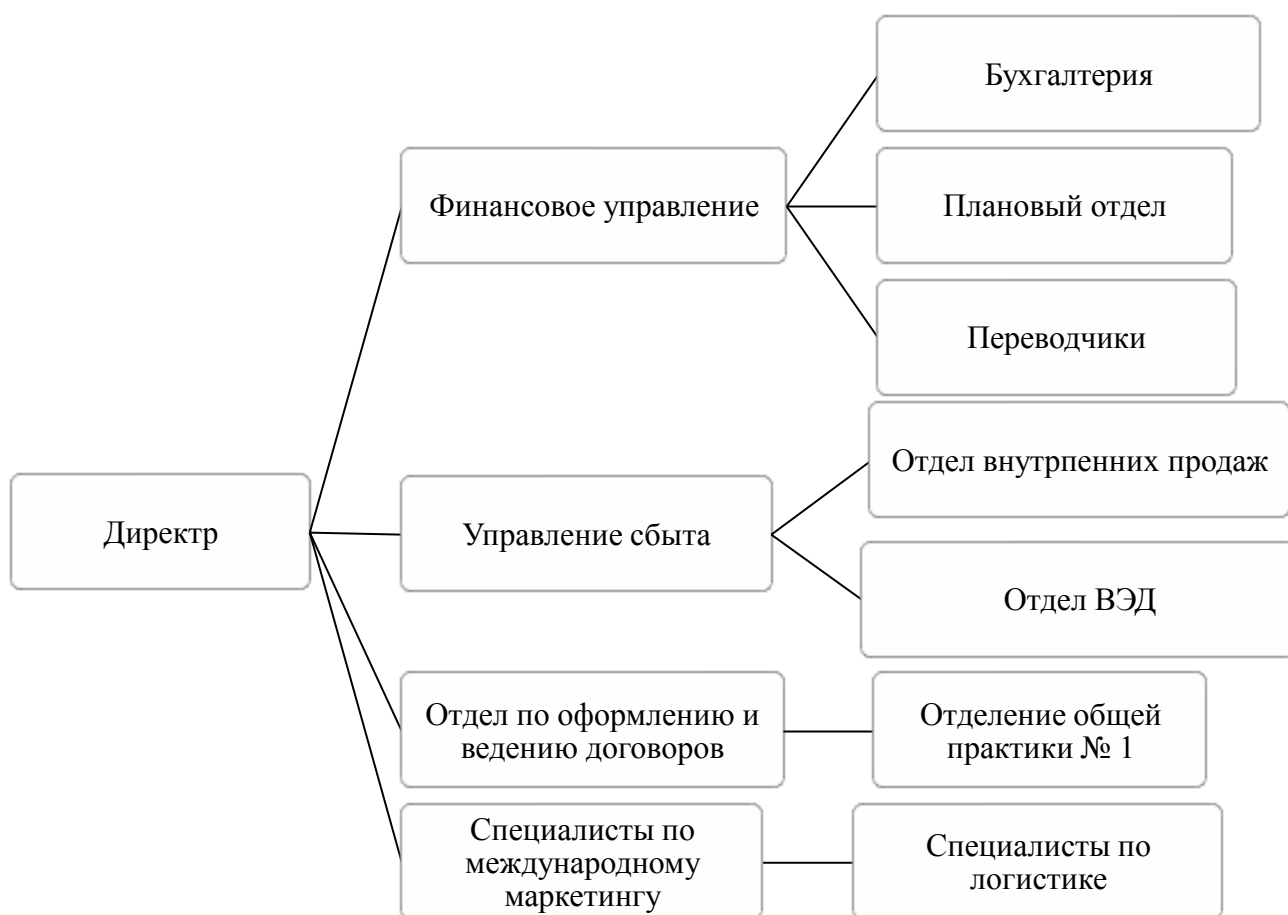 Бухгалтерия
Финансовое управление
Плановый отдел
Переводчики
Отдел внутрпенних продаж
Директр
Управление сбыта
Отдел ВЭД
Отдел по оформлению и
ведению договоров
Отделение общей
практики № 1
Специалисты по
международному
маркетингу
Специалисты по
логистике